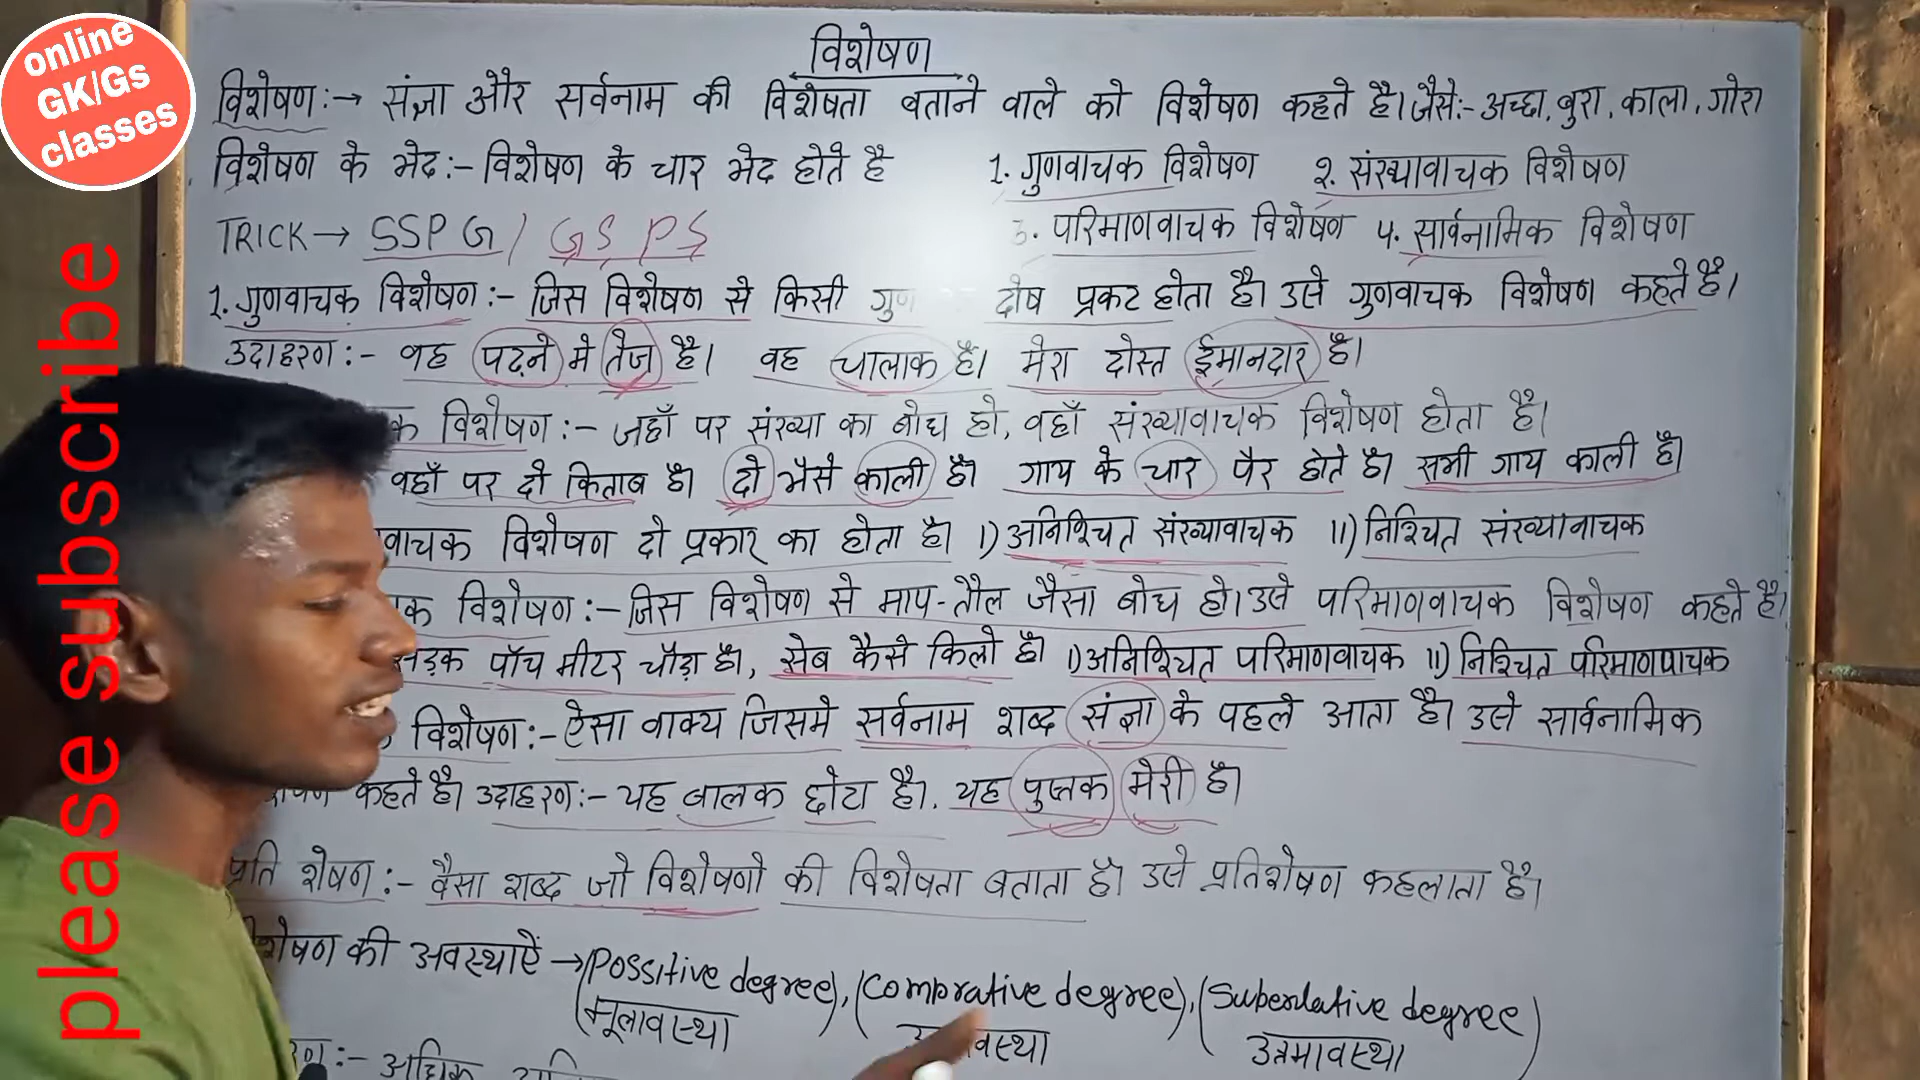 online
GK/Gs
classes
please subscribe
विशेषण
विशेषण:→ संज्ञा और सर्वनाम की विशेषता बताने वाले को विशेषण कहते है। जैसे:- अच्छा, बुरा, काला, गोरा
विशेषण के भेद:- विशेषण के चार भेद होते है 1. गुणवाचक विशेषण २. संख्यावाचक विशेषण
TRICK→ SSPG / GSPS 3. परिमाणवाचक विशेषण ४. सार्वनामिक विशेषण
1. गुणवाचक विशेषण:- जिस विशेषण से किसी गुण दोष प्रकट होता है। उसे गुणवाचक विशेषण कहते है।
उदाहरण:- वह पढ़ने मे तेज है। वह चालाक है। मेरा दोस्त ईमानदार है।
क विशेषण:- जहाँ पर संख्या का बोध हो, वहाँ संख्यावाचक विशेषण होता है।
वहाँ पर दो किताब है। दो भैसे काली है। गाय के चार पैर होते है। सभी गाय काली है।
वाचक विशेषण दो प्रकार का होता है। I) अनिश्चित संख्यावाचक II) निश्चित संख्यावाचक
क विशेषण:- जिस विशेषण से माप-तौल जैसा बोध हो। उसे परिमाणवाचक विशेषण कहते है।
सड़क पाँच मीटर चौड़ा है, सेब कैसे किलो है। I) अनिश्चित परिमाणवाचक II) निश्चित परिमाणवाचक
विशेषण:- ऐसा वाक्य जिसमे सर्वनाम शब्द संज्ञा के पहले आता है। उसे सार्वनामिक
कहते है। उदाहरण:- यह बालक छोटा है. यह पुस्तक मेरी है।
प्रति शेषण:- वैसा शब्द जो विशेषणो की विशेषता बताता है। उसे प्रतिशेषण कहलाता है।
शेषण की अवस्थाऐं → (Possitive degree), (Comprative degree), (Suberlative degree)
मूलावस्था वस्था उत्तमावस्था
रण:- अधिक